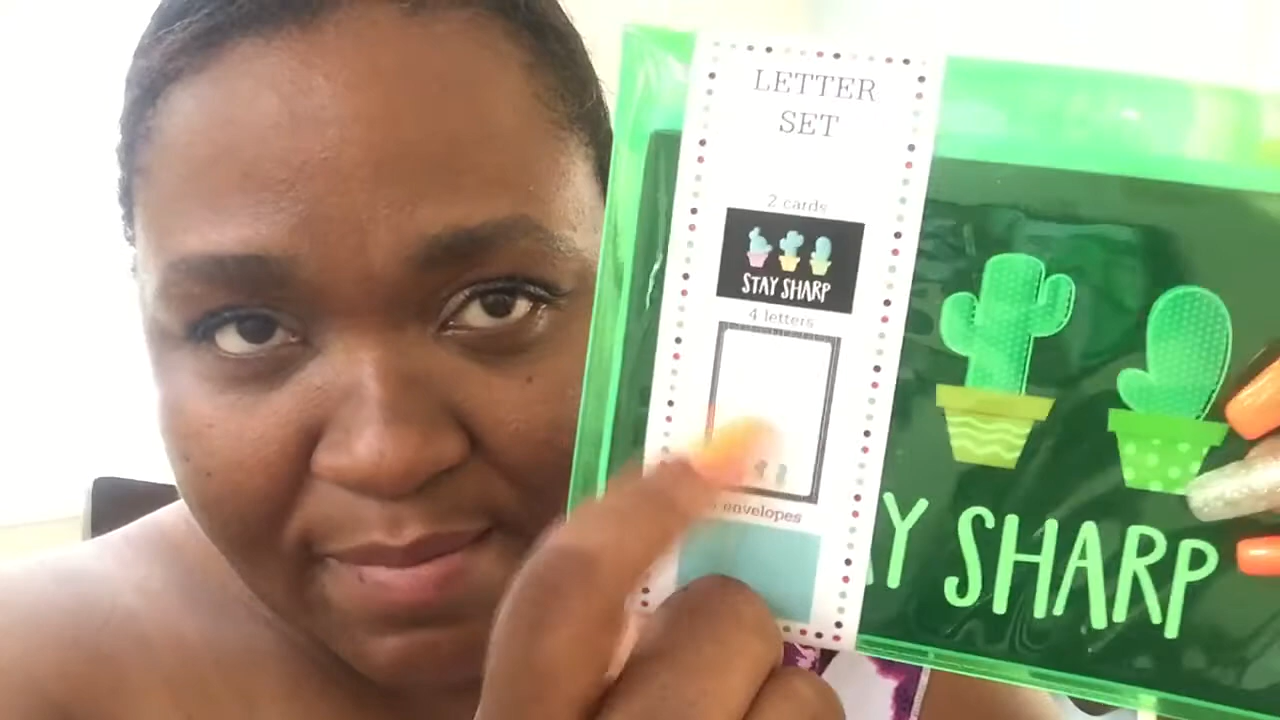 LETTER
SET
2 cards
STAY SHARP
4 letters
envelopes
SHARP